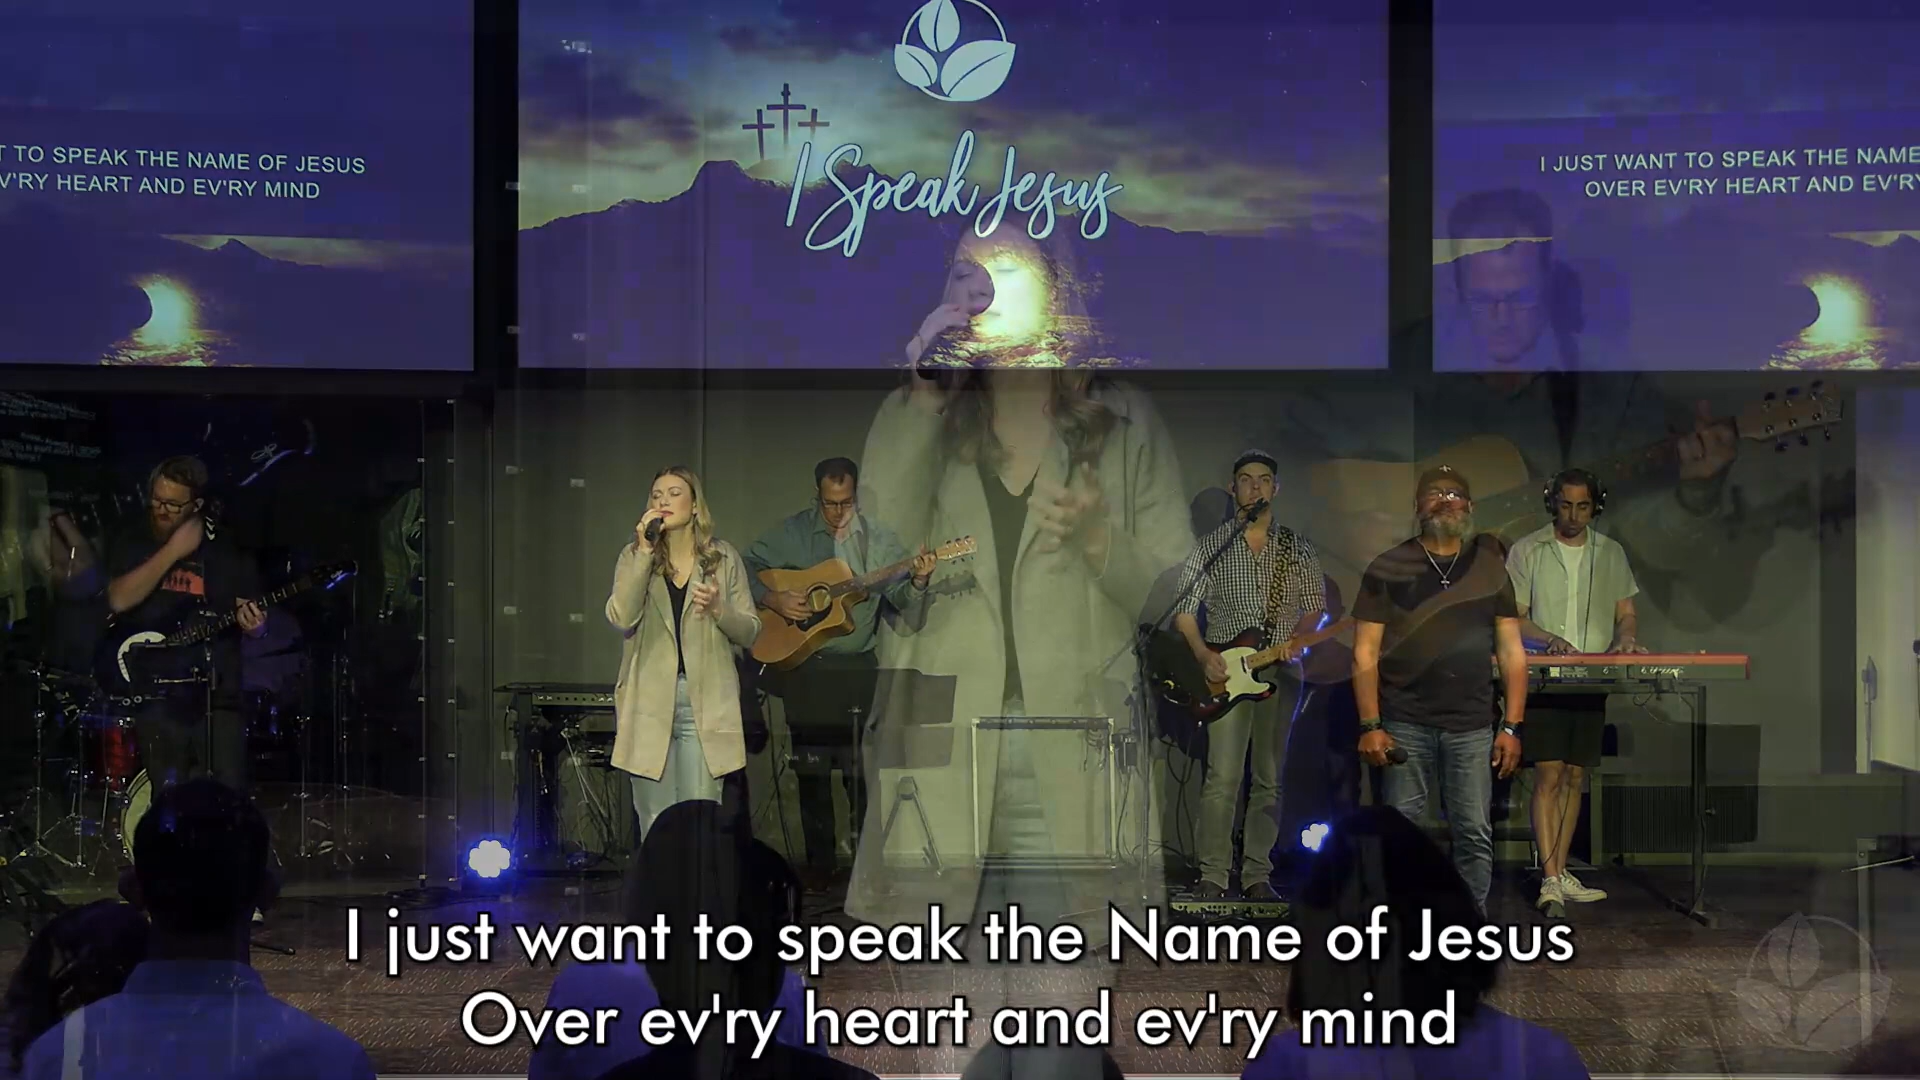 T TO SPEAK THE NAME OF JESUS
V'RY HEART AND EV'RY MIND
I Speak Jesus
I JUST WANT TO SPEAK THE NAME
OVER EV'RY HEART AND EV'RY
I just want to speak the Name of Jesus
Over ev'ry heart and ev'ry mind